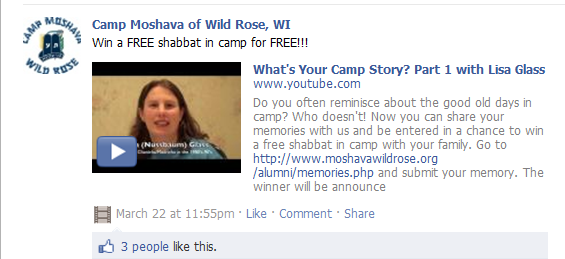 CAMP MOSHAVA
WILD ROSE
Camp Moshava of Wild Rose, WI
Win a FREE shabbat in camp for FREE!!!
What's Your Camp Story? Part 1 with Lisa Glass
www.youtube.com
(Nussbaum) Glass
Do you often reminisce about the good old days in
camp? Who doesn't! Now you can share your
memories with us and be entered in a chance to win
a free shabbat in camp with your family. Go to
http://www.moshavawildrose.org
/alumni/memories.php and submit your memory. The
winner will be announce
March 22 at 11:55pm · Like · Comment · Share
3 people like this.